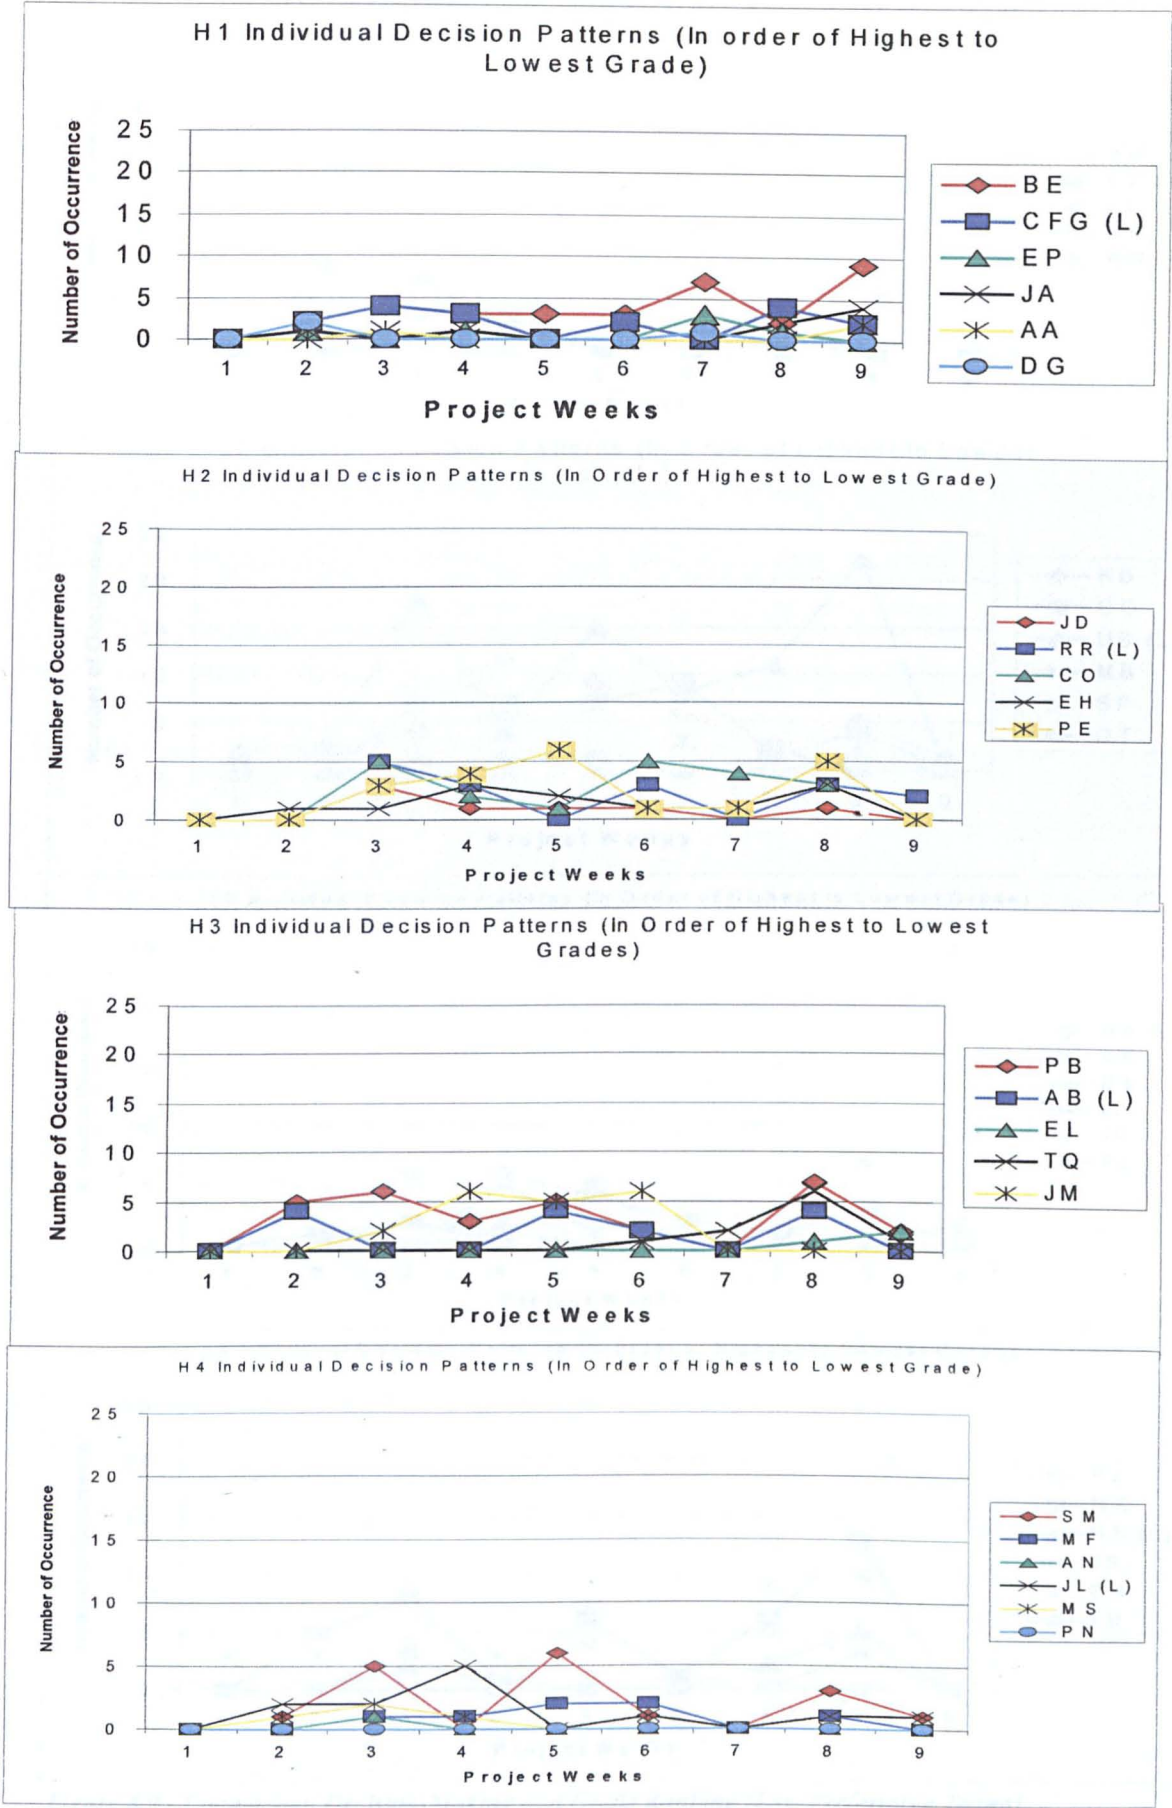 H1 Individual Decision Patterns (In order of Highest to
Lowest Grade)
Number of Occurrence
25
20
15
10
5
0
1 2 3 4 5 6 7 8 9
Project Weeks
BE
CFG (L)
EP
JA
AA
DG
H2 Individual Decision Patterns (In Order of Highest to Lowest Grade)
Number of Occurrence
25
20
15
10
5
0
1 2 3 4 5 6 7 8 9
Project Weeks
JD
RR (L)
CO
EH
PE
H3 Individual Decision Patterns (In Order of Highest to Lowest
Grades)
Number of Occurrence
25
20
15
10
5
0
1 2 3 4 5 6 7 8 9
Project Weeks
PB
AB (L)
EL
TQ
JM
H4 Individual Decision Patterns (In Order of Highest to Lowest Grade)
Number of Occurrence
25
20
15
10
5
0
1 2 3 4 5 6 7 8 9
Project Weeks
SM
MF
AN
JL (L)
MS
PN